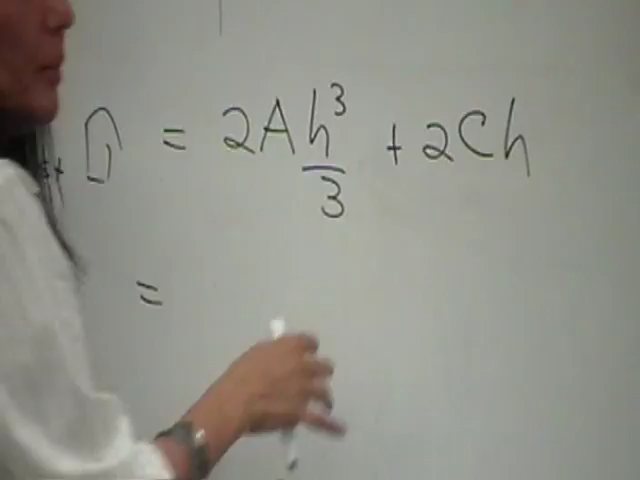 = 2Ah³/3 + 2Ch
=